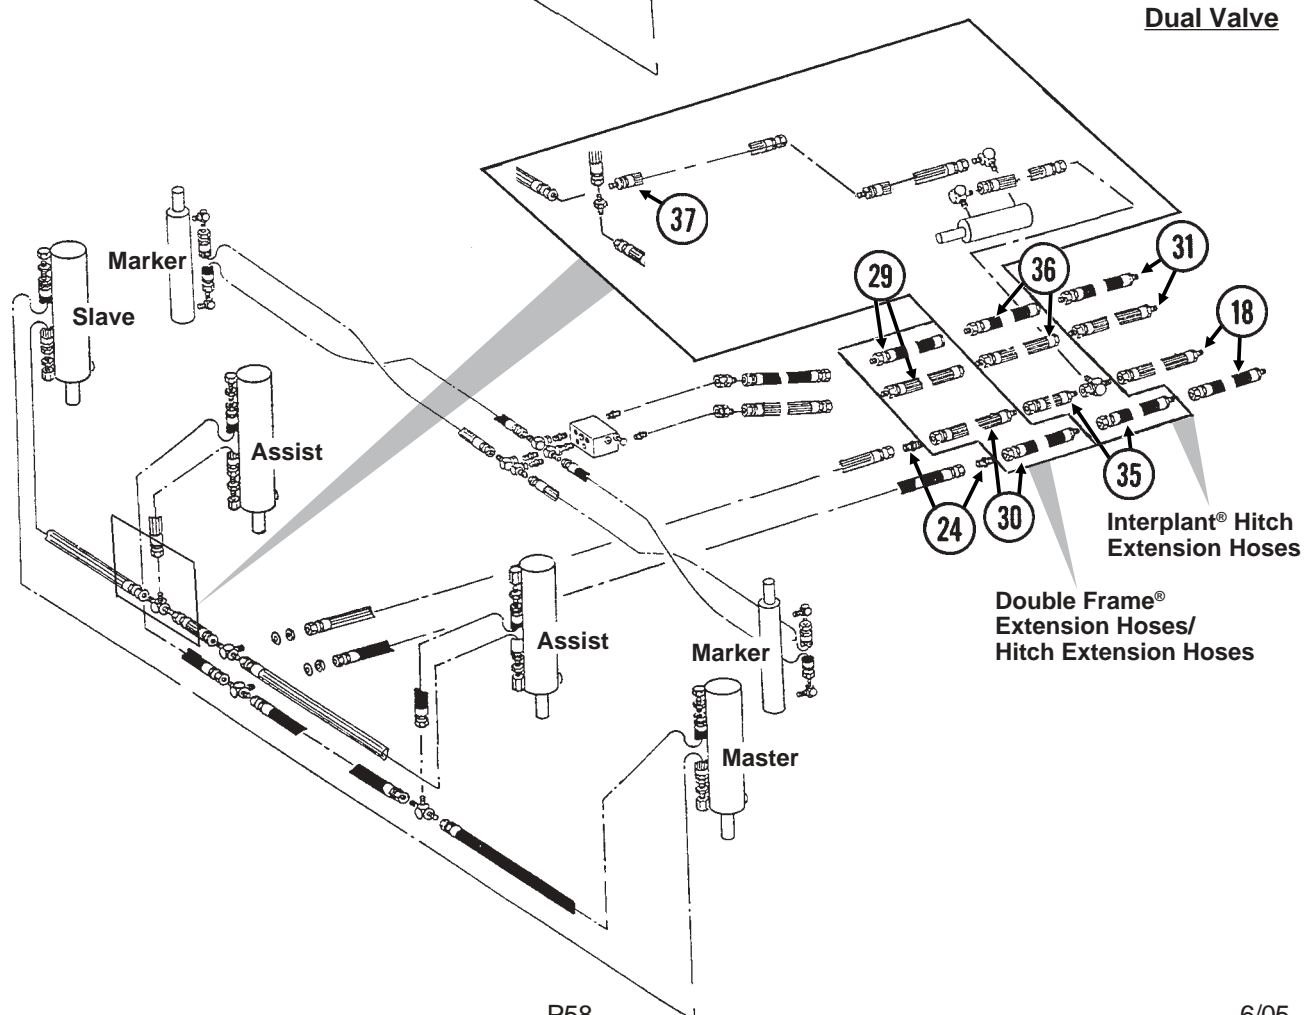 Dual Valve
37
Marker
Slave
29
36
31
18
Assist
35
24
30
Interplant® Hitch
Extension Hoses
Double Frame®
Extension Hoses/
Hitch Extension Hoses
Assist
Marker
Master
P58
6/05